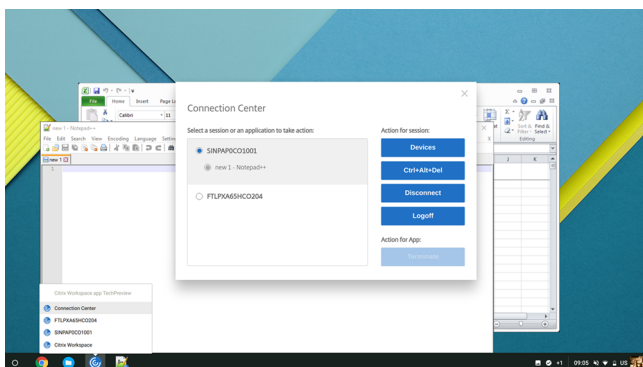 File Home Insert Page La
Calibri 11
Sort & Find &
Filter Select
Editing
J K
new 1 - Notepad++
File Edit Search View Encoding Language
new 1
1
Connection Center
Select a session or an application to take action:
SINPAP0CO1001
new 1 - Notepad++
FTLPXA65HCO204
Action for session:
Devices
Ctrl+Alt+Del
Disconnect
Logoff
Action for App:
Terminate
Citrix Workspace app TechPreview
Connection Center
FTLPXA65HCO204
SINPAP0CO1001
Citrix Workspace
+1 09:05 US